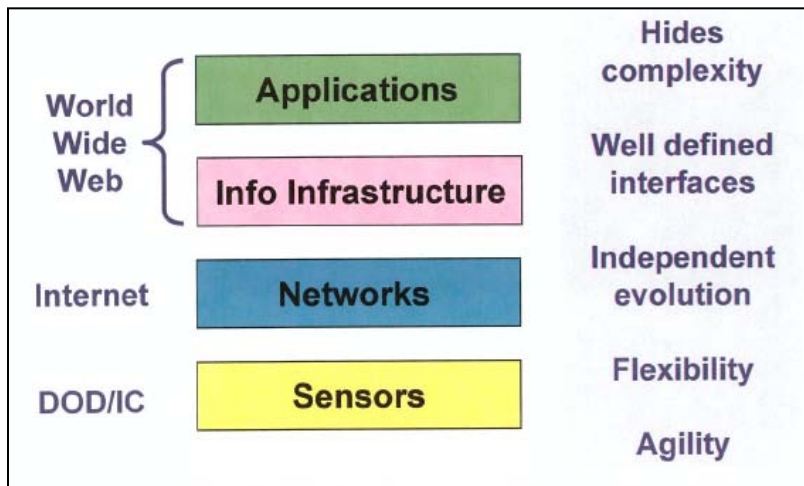 World
Wide
Web
Internet
DOD/IC
Applications
Info Infrastructure
Networks
Sensors
Hides
complexity
Well defined
interfaces
Independent
evolution
Flexibility
Agility